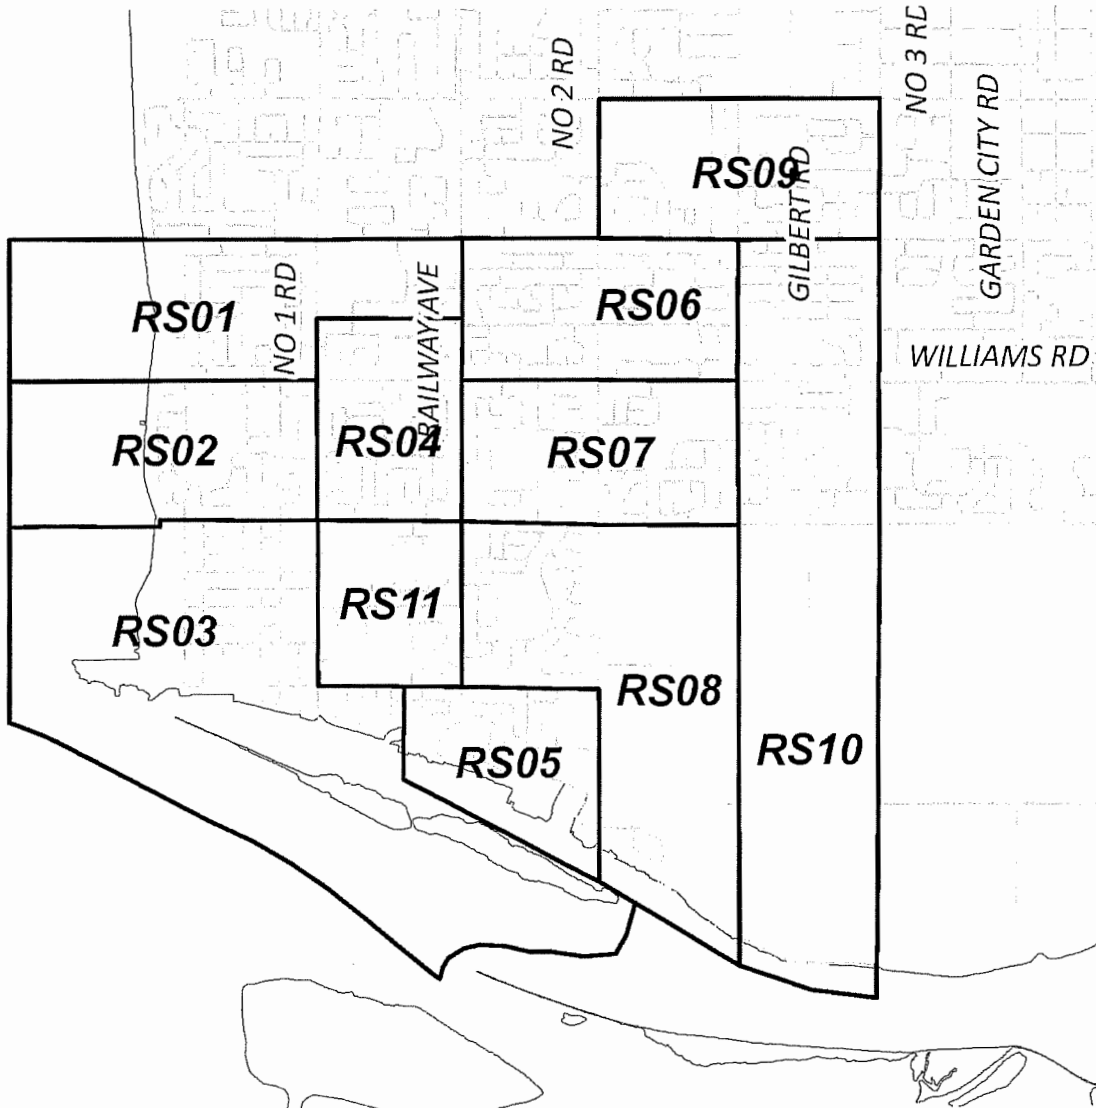 NO 2 RD
NO 3 RD
GARDEN CITY RD
RS09
GILBERT RD
NO 1 RD
RAILWAY AVE
RS01
RS06
WILLIAMS RD
RS02
RS04
RS07
RS11
RS03
RS08
RS05
RS10